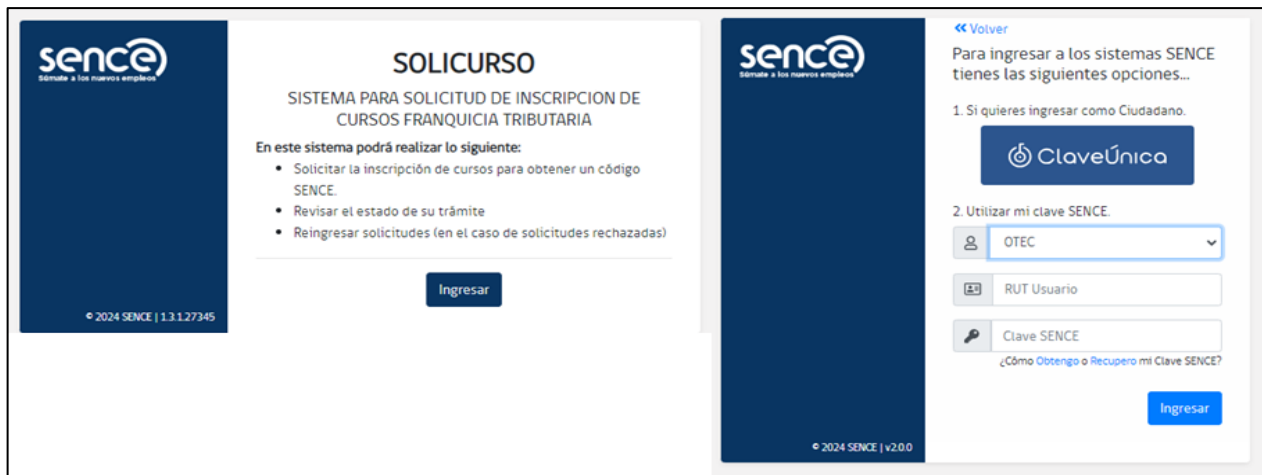 sence
Súmate a los nuevos empleos
© 2024 SENCE | 1.3.1.27345
SOLICURSO
SISTEMA PARA SOLICITUD DE INSCRIPCION DE
CURSOS FRANQUICIA TRIBUTARIA
En este sistema podrá realizar lo siguiente:
• Solicitar la inscripción de cursos para obtener un código
SENCE.
• Revisar el estado de su trámite
• Reingresar solicitudes (en el caso de solicitudes rechazadas)
Ingresar
sence
Súmate a los nuevos empleos
© 2024 SENCE | v2.0.0
Volver
Para ingresar a los sistemas SENCE
tienes las siguientes opciones...
1. Si quieres ingresar como Ciudadano.
ClaveÚnica
2. Utilizar mi clave SENCE.
OTEC
RUT Usuario
Clave SENCE
¿Cómo Obtengo o Recupero mi Clave SENCE?
Ingresar